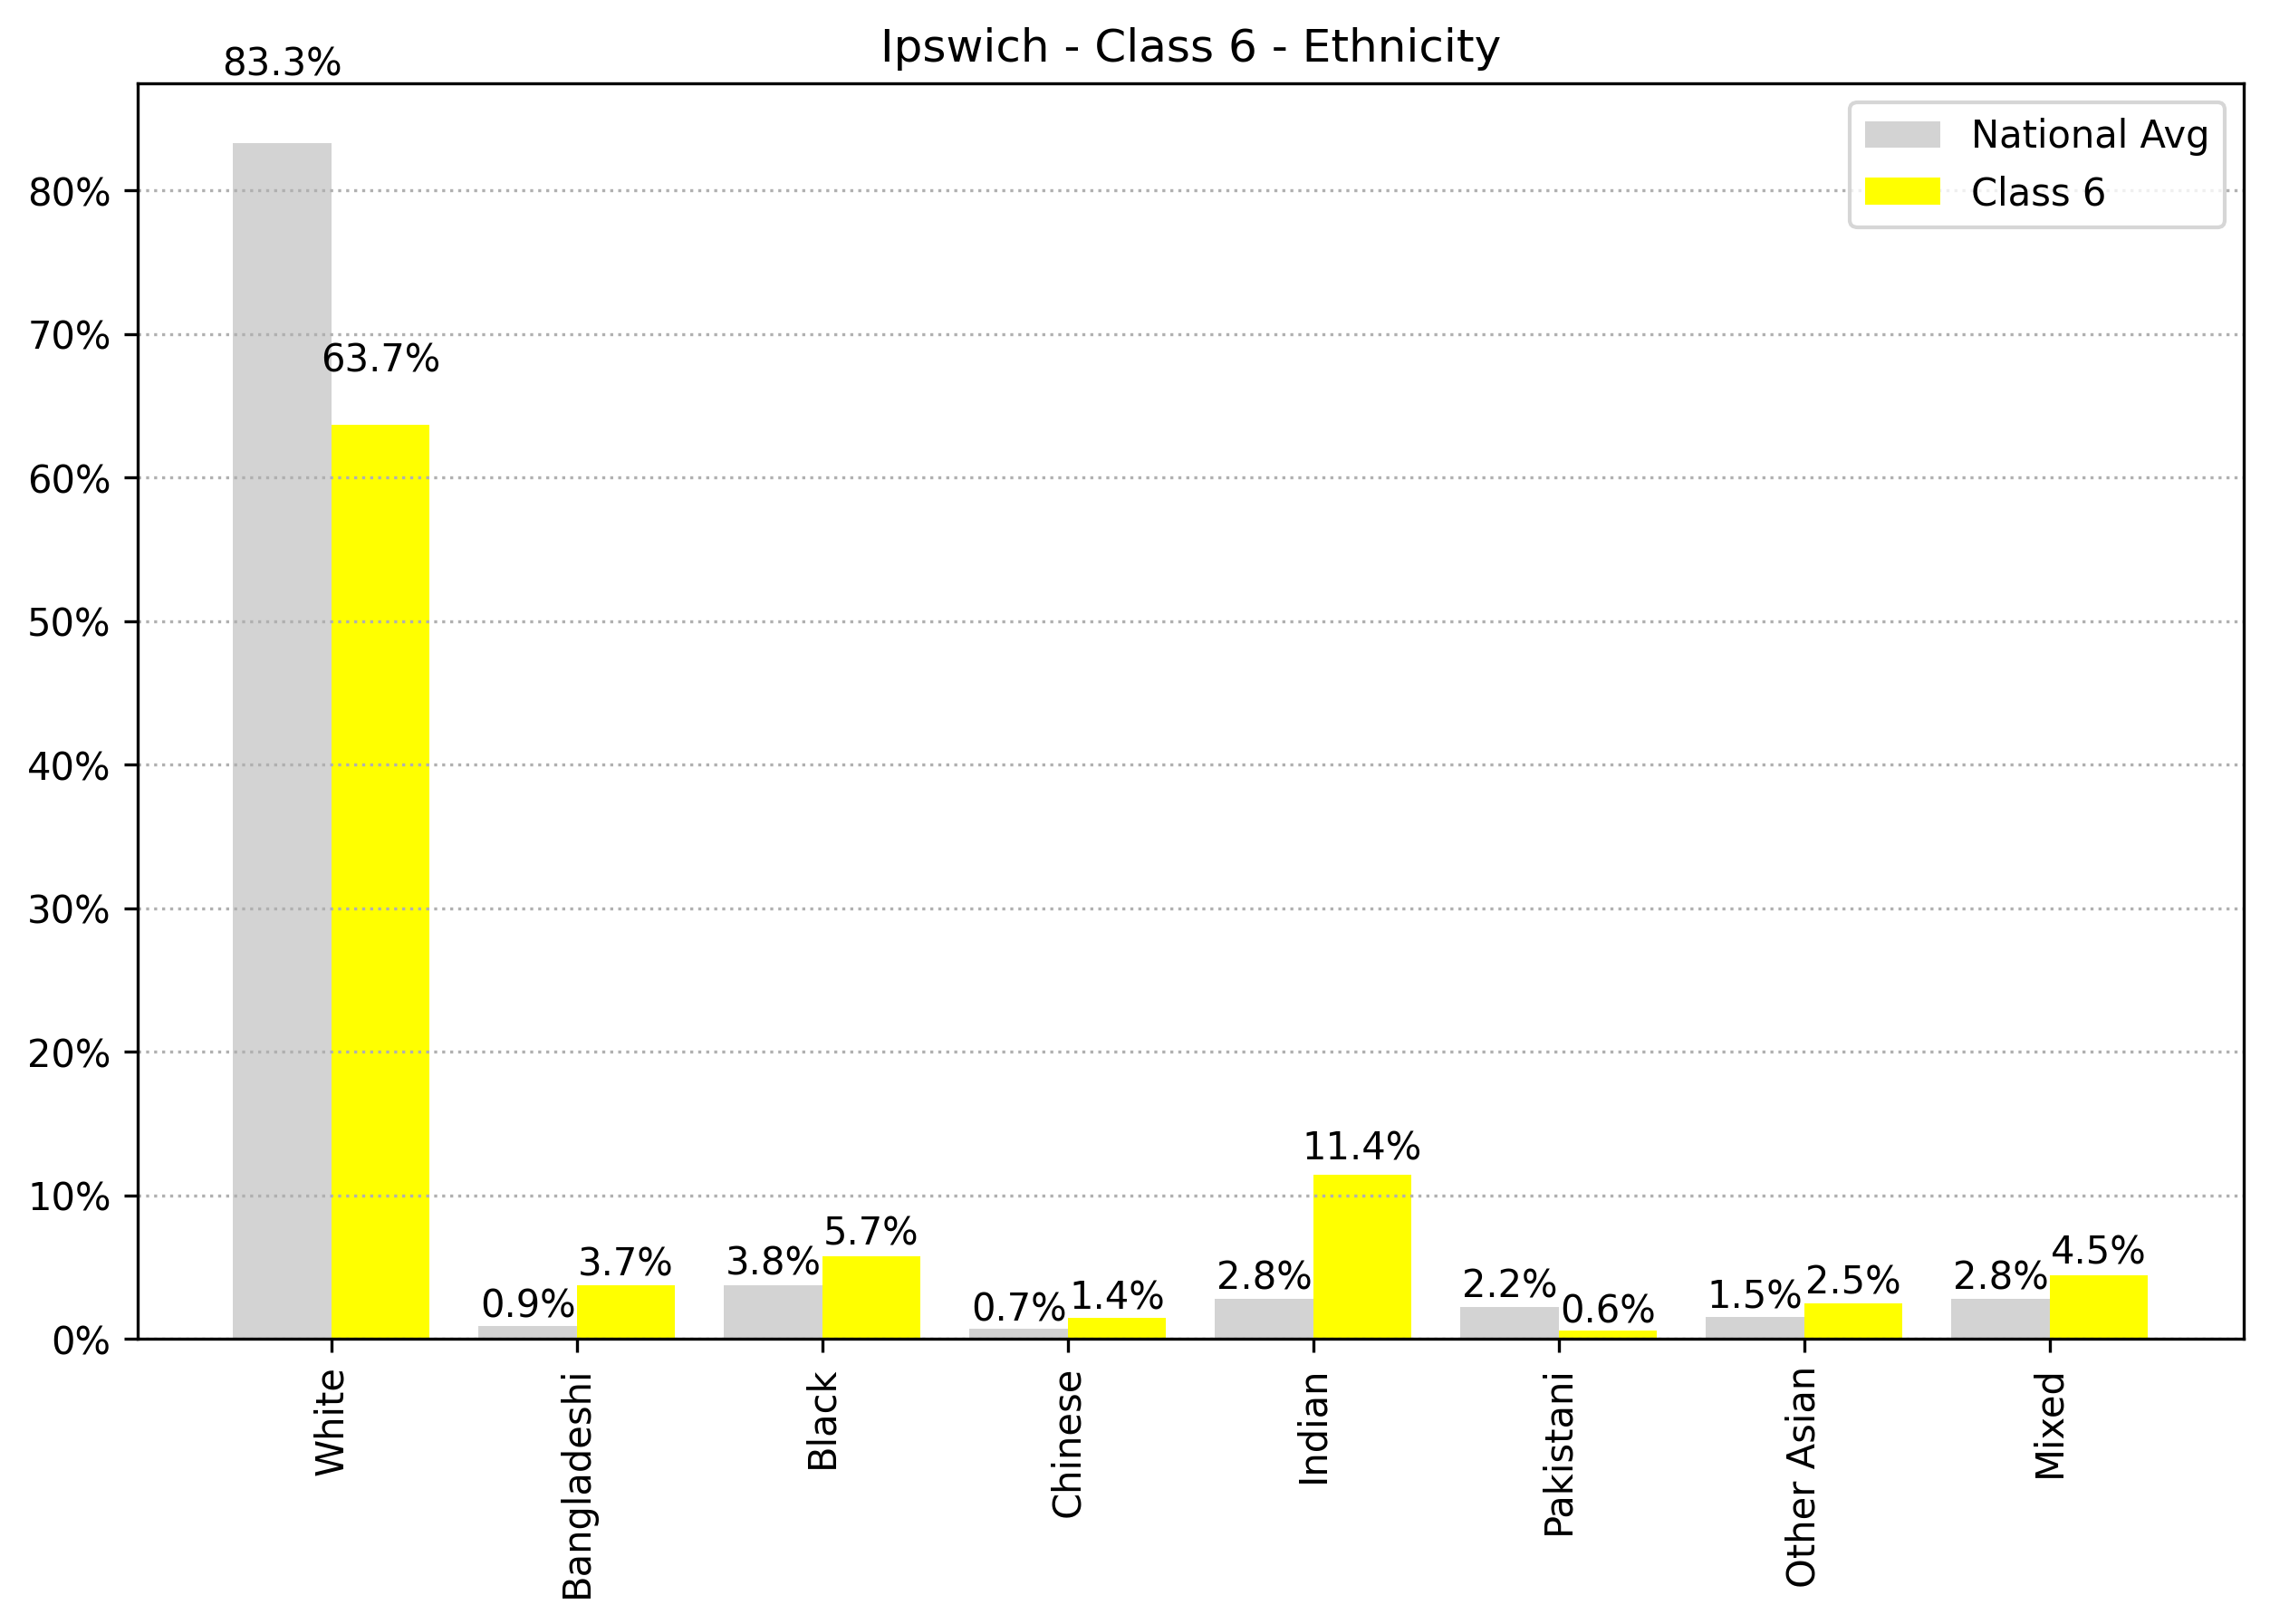 Ipswich - Class 6 - Ethnicity
83.3%
National Avg
Class 6
80%
70%
63.7%
60%
50%
40%
30%
20%
10%
0%
0.9%
3.7%
3.8%
5.7%
0.7%
1.4%
2.8%
11.4%
2.2%
0.6%
1.5%
2.5%
2.8%
4.5%
White
Bangladeshi
Black
Chinese
Indian
Pakistani
Other Asian
Mixed